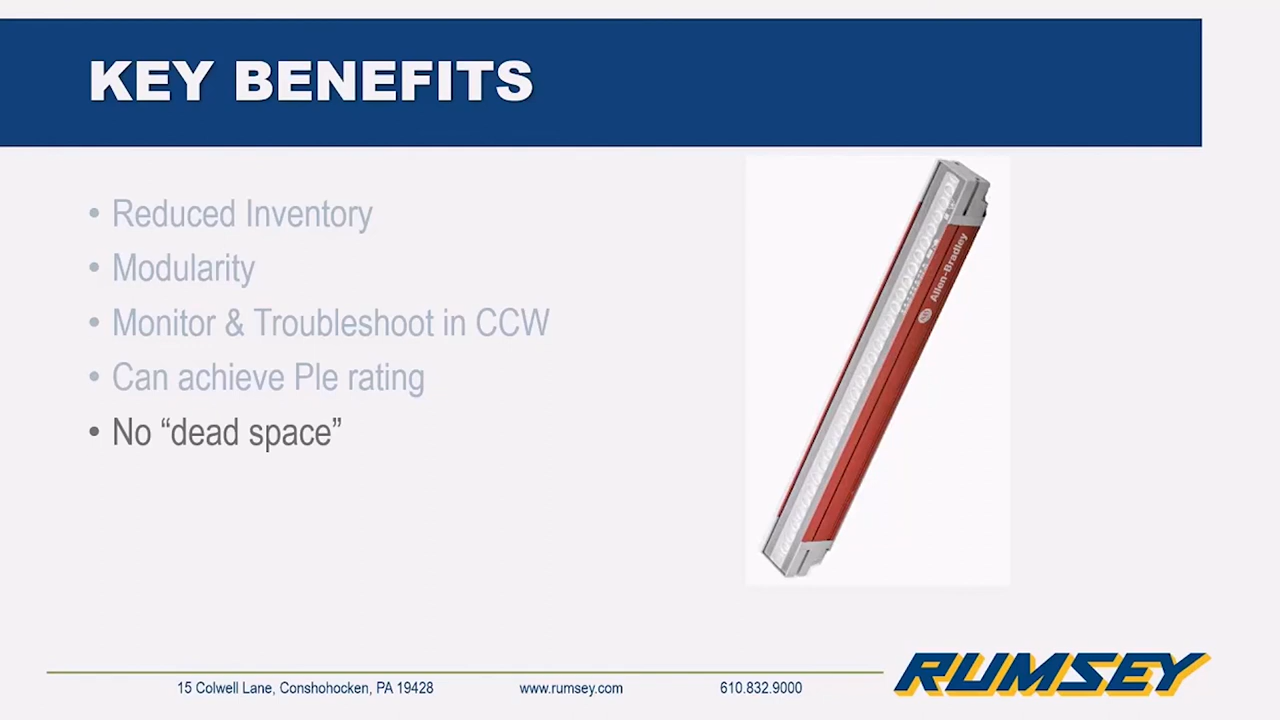 KEY BENEFITS
• Reduced Inventory
• Modularity
• Monitor & Troubleshoot in CCW
• Can achieve Ple rating
• No “dead space”
Allen-Bradley
15 Colwell Lane, Conshohocken, PA 19428
www.rumsey.com
610.832.9000
RUMSEY